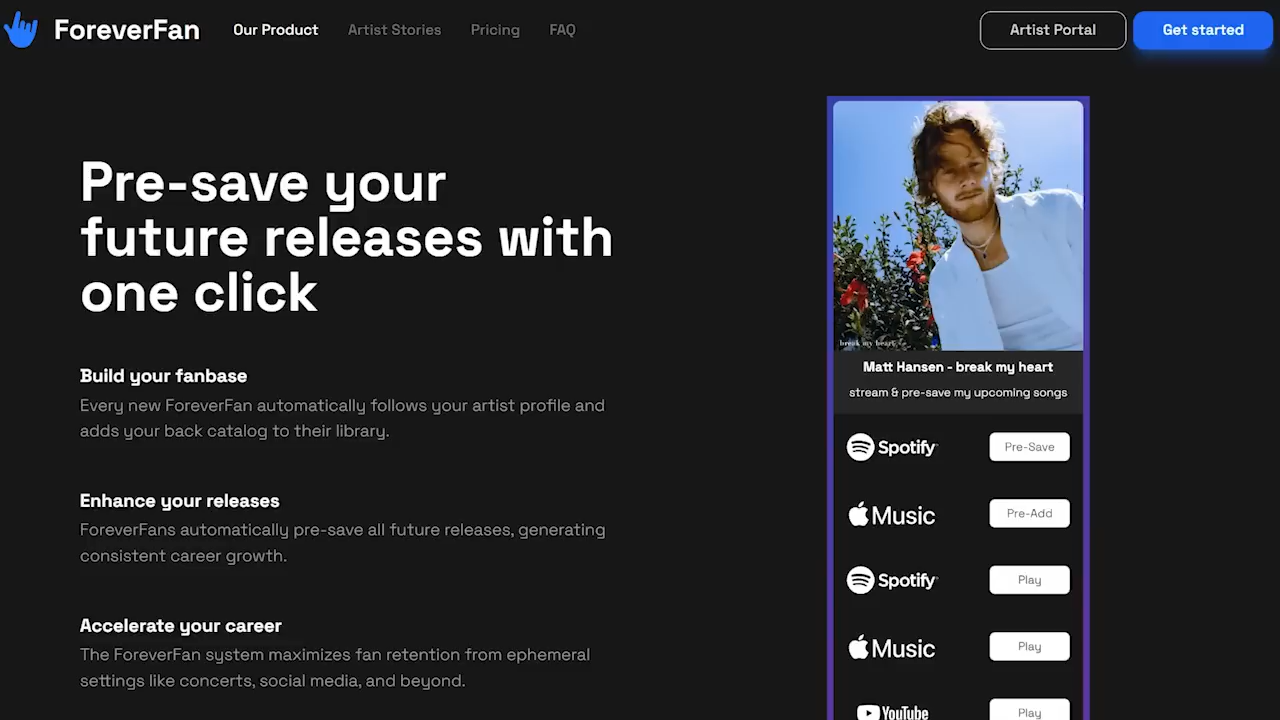 ForeverFan
Our Product
Artist Stories
Pricing
FAQ
Artist Portal
Get started
Pre-save your
future releases with
one click
Build your fanbase
Every new ForeverFan automatically follows your artist profile and
adds your back catalog to their library.
Enhance your releases
ForeverFans automatically pre-save all future releases, generating
consistent career growth.
Accelerate your career
The ForeverFan system maximizes fan retention from ephemeral
settings like concerts, social media, and beyond.
break my heart
Matt Hansen - break my heart
stream & pre-save my upcoming songs
Spotify
Pre-Save
Music
Pre-Add
Spotify
Play
Music
Play
YouTube
Play